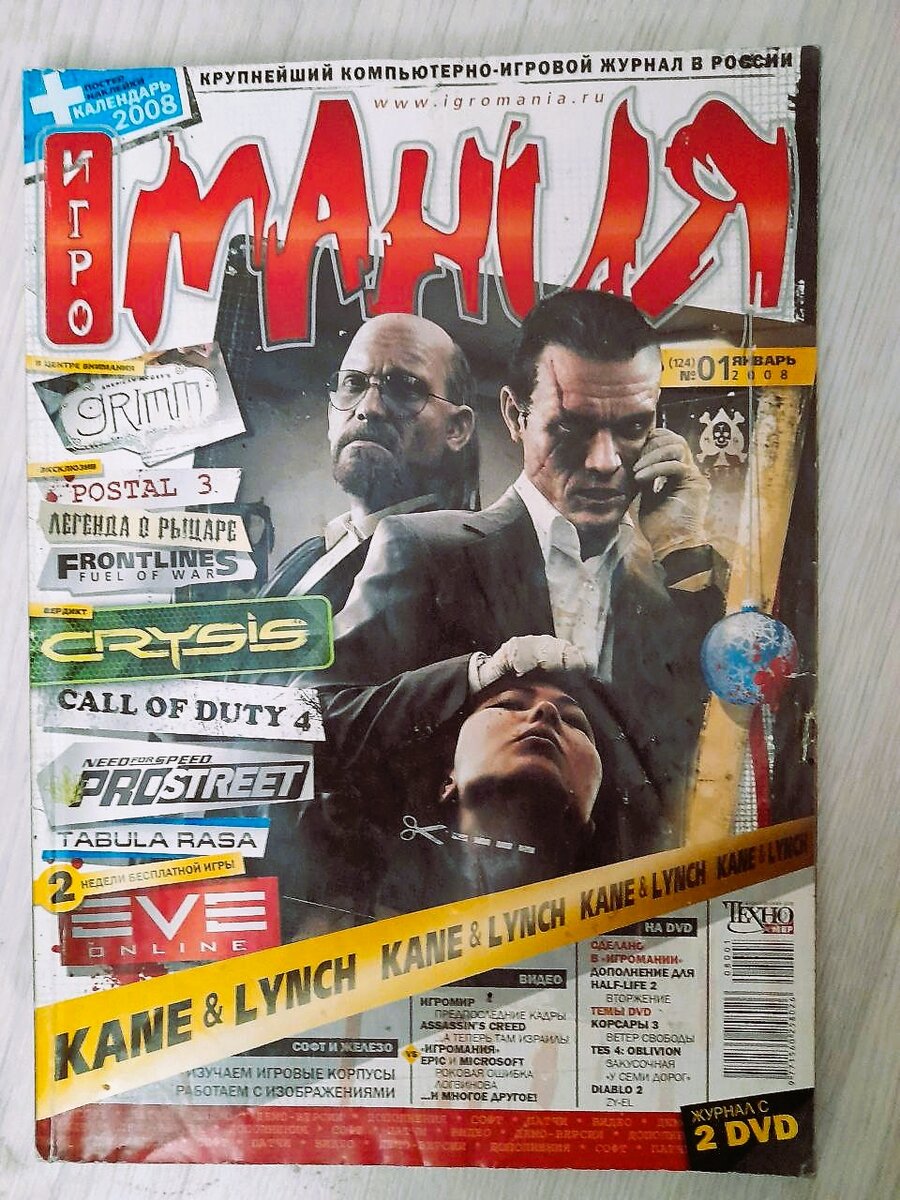 КРУПНЕЙШИЙ КОМПЬЮТЕРНО-ИГРОВОЙ ЖУРНАЛ В РОССИИ
ПОСТЕР
НАКЛЕЙКИ
КАЛЕНДАРЬ
2008
www.igromania.ru
ИГРО
МАНИЯ
(124)
№01 ЯНВАРЬ
2008
В ЦЕНТРЕ ВНИМАНИЯ
GRIMM
ЭКСКЛЮЗИВ
POSTAL 3
ЛЕГЕНДА О РЫЦАРЕ
FRONTLINES
FUEL OF WAR
ВЕРДИКТ
CRYSIS
CALL OF DUTY 4
NEED FOR SPEED
PROSTREET
TABULA RASA
2 НЕДЕЛИ БЕСПЛАТНОЙ ИГРЫ
EVE
ONLINE
KANE & LYNCH KANE & LYNCH KANE & LYNCH KANE & LYNCH
СОФТ И ЖЕЛЕЗО
ИЗУЧАЕМ ИГРОВЫЕ КОРПУСЫ
РАБОТАЕМ С ИЗОБРАЖЕНИЯМИ
ВИДЕО
ИГРОМИР
ПРЕДПОСЛЕДНИЕ КАДРЫ
ASSASSIN'S CREED
А ТЕПЕРЬ ТАМ ИЗРАИЛЬ!
«ИГРОМАНИЯ»
VS
EPIC И MICROSOFT
РОКОВАЯ ОШИБКА
ЛОГВИНОВА
...И МНОГОЕ ДРУГОЕ!
НА DVD
СДЕЛАНО
В «ИГРОМАНИИ»
ДОПОЛНЕНИЕ ДЛЯ
HALF-LIFE 2
ВТОРЖЕНИЕ
ТЕМЫ DVD
КОРСАРЫ 3
ВЕТЕР СВОБОДЫ
TES 4: OBLIVION
ЗАКУСОЧНАЯ
«У СЕМИ ДОРОГ»
DIABLO 2
ZY-EL
ТЕХНО
МИР
08001
ЖУРНАЛ С
2 DVD